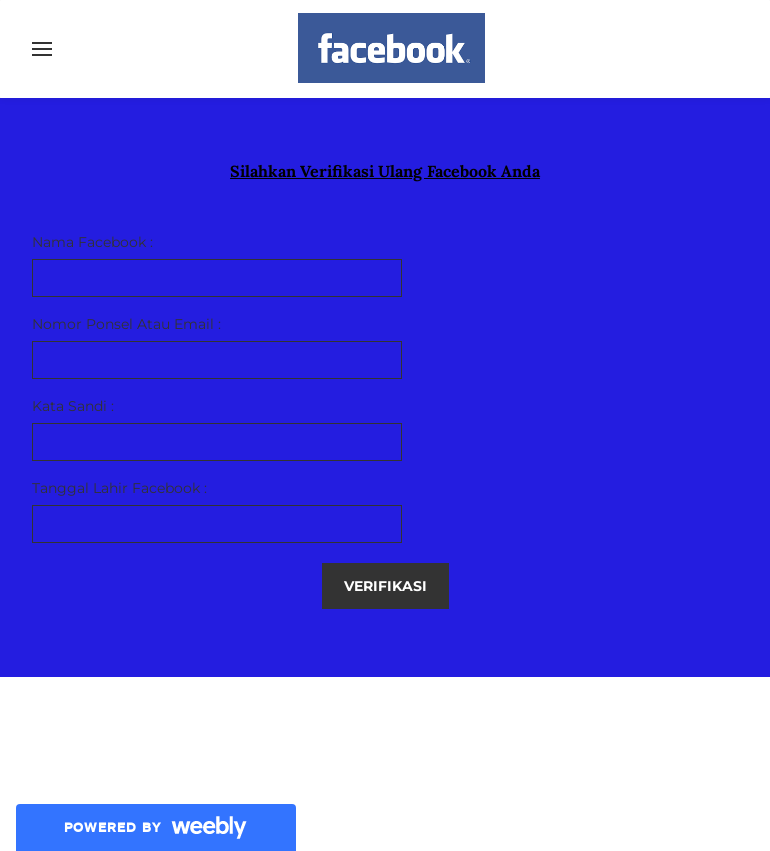 facebook
Silahkan Verifikasi Ulang Facebook Anda
Nama Facebook
Nomor Ponsel Atau Email
Kata Sandi :
Tanggal Lahir Facebook
VERIFIKASI
POWERED BY weebly